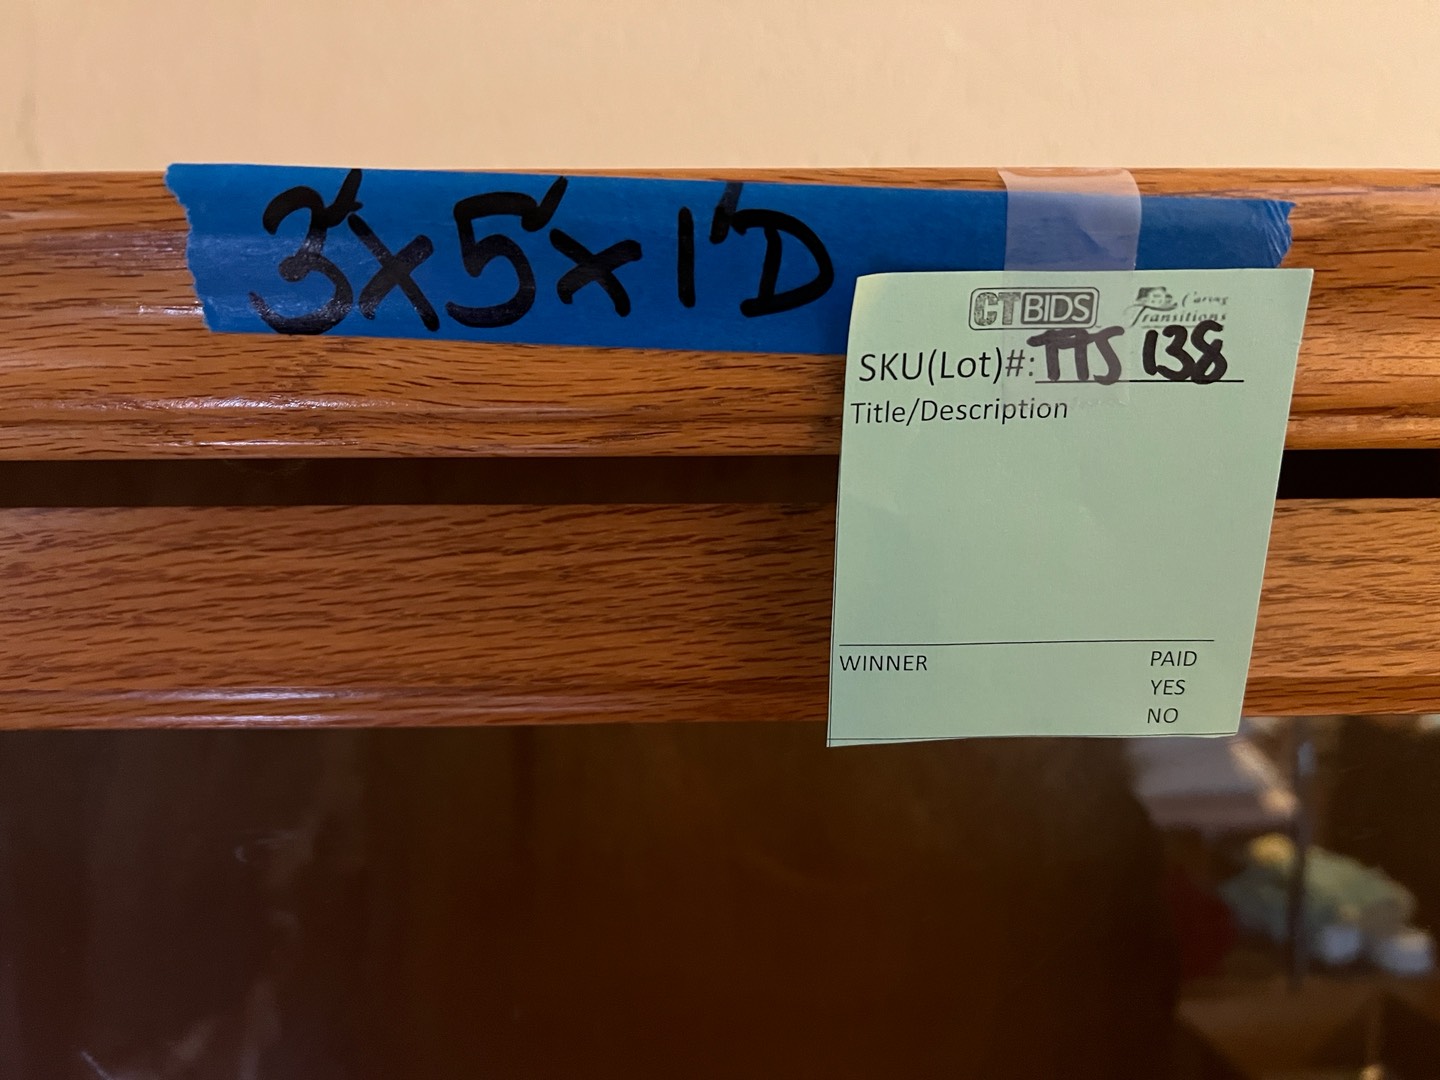 3'x5'x1'D
CTBIDS
Caring
Transitions
SKU(Lot)#: TTS 138
Title/Description
WINNER
PAID
YES
NO